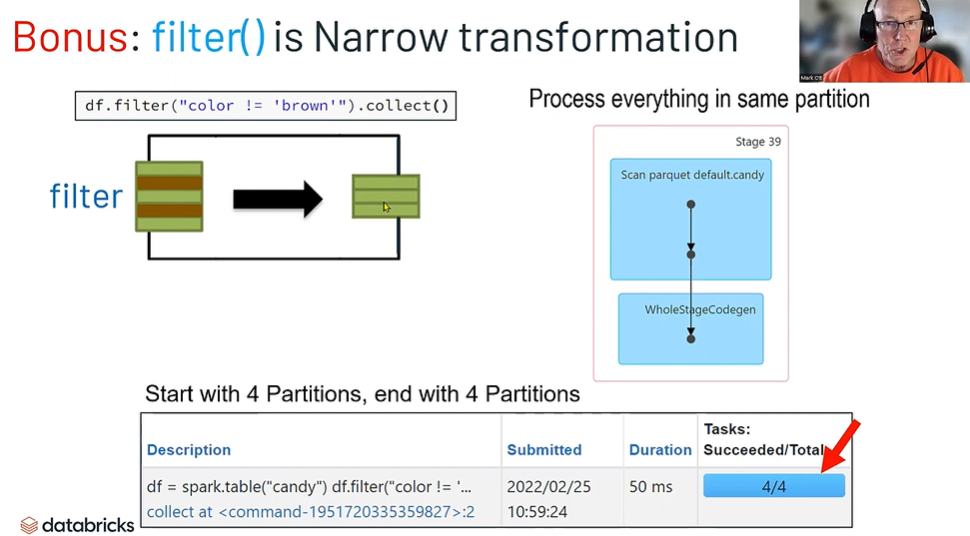 Bonus: filter() is Narrow transformation
df.filter("color != 'brown'").collect()
filter
Process everything in same partition
Stage 39
Scan parquet default.candy
WholeStageCodegen
Start with 4 Partitions, end with 4 Partitions
Description
Submitted
Duration
Tasks:
Succeeded/Total
df = spark.table("candy") df.filter("color != '...
collect at <command-1951720335359827>:2
2022/02/25
10:59:24
50 ms
4/4
databricks